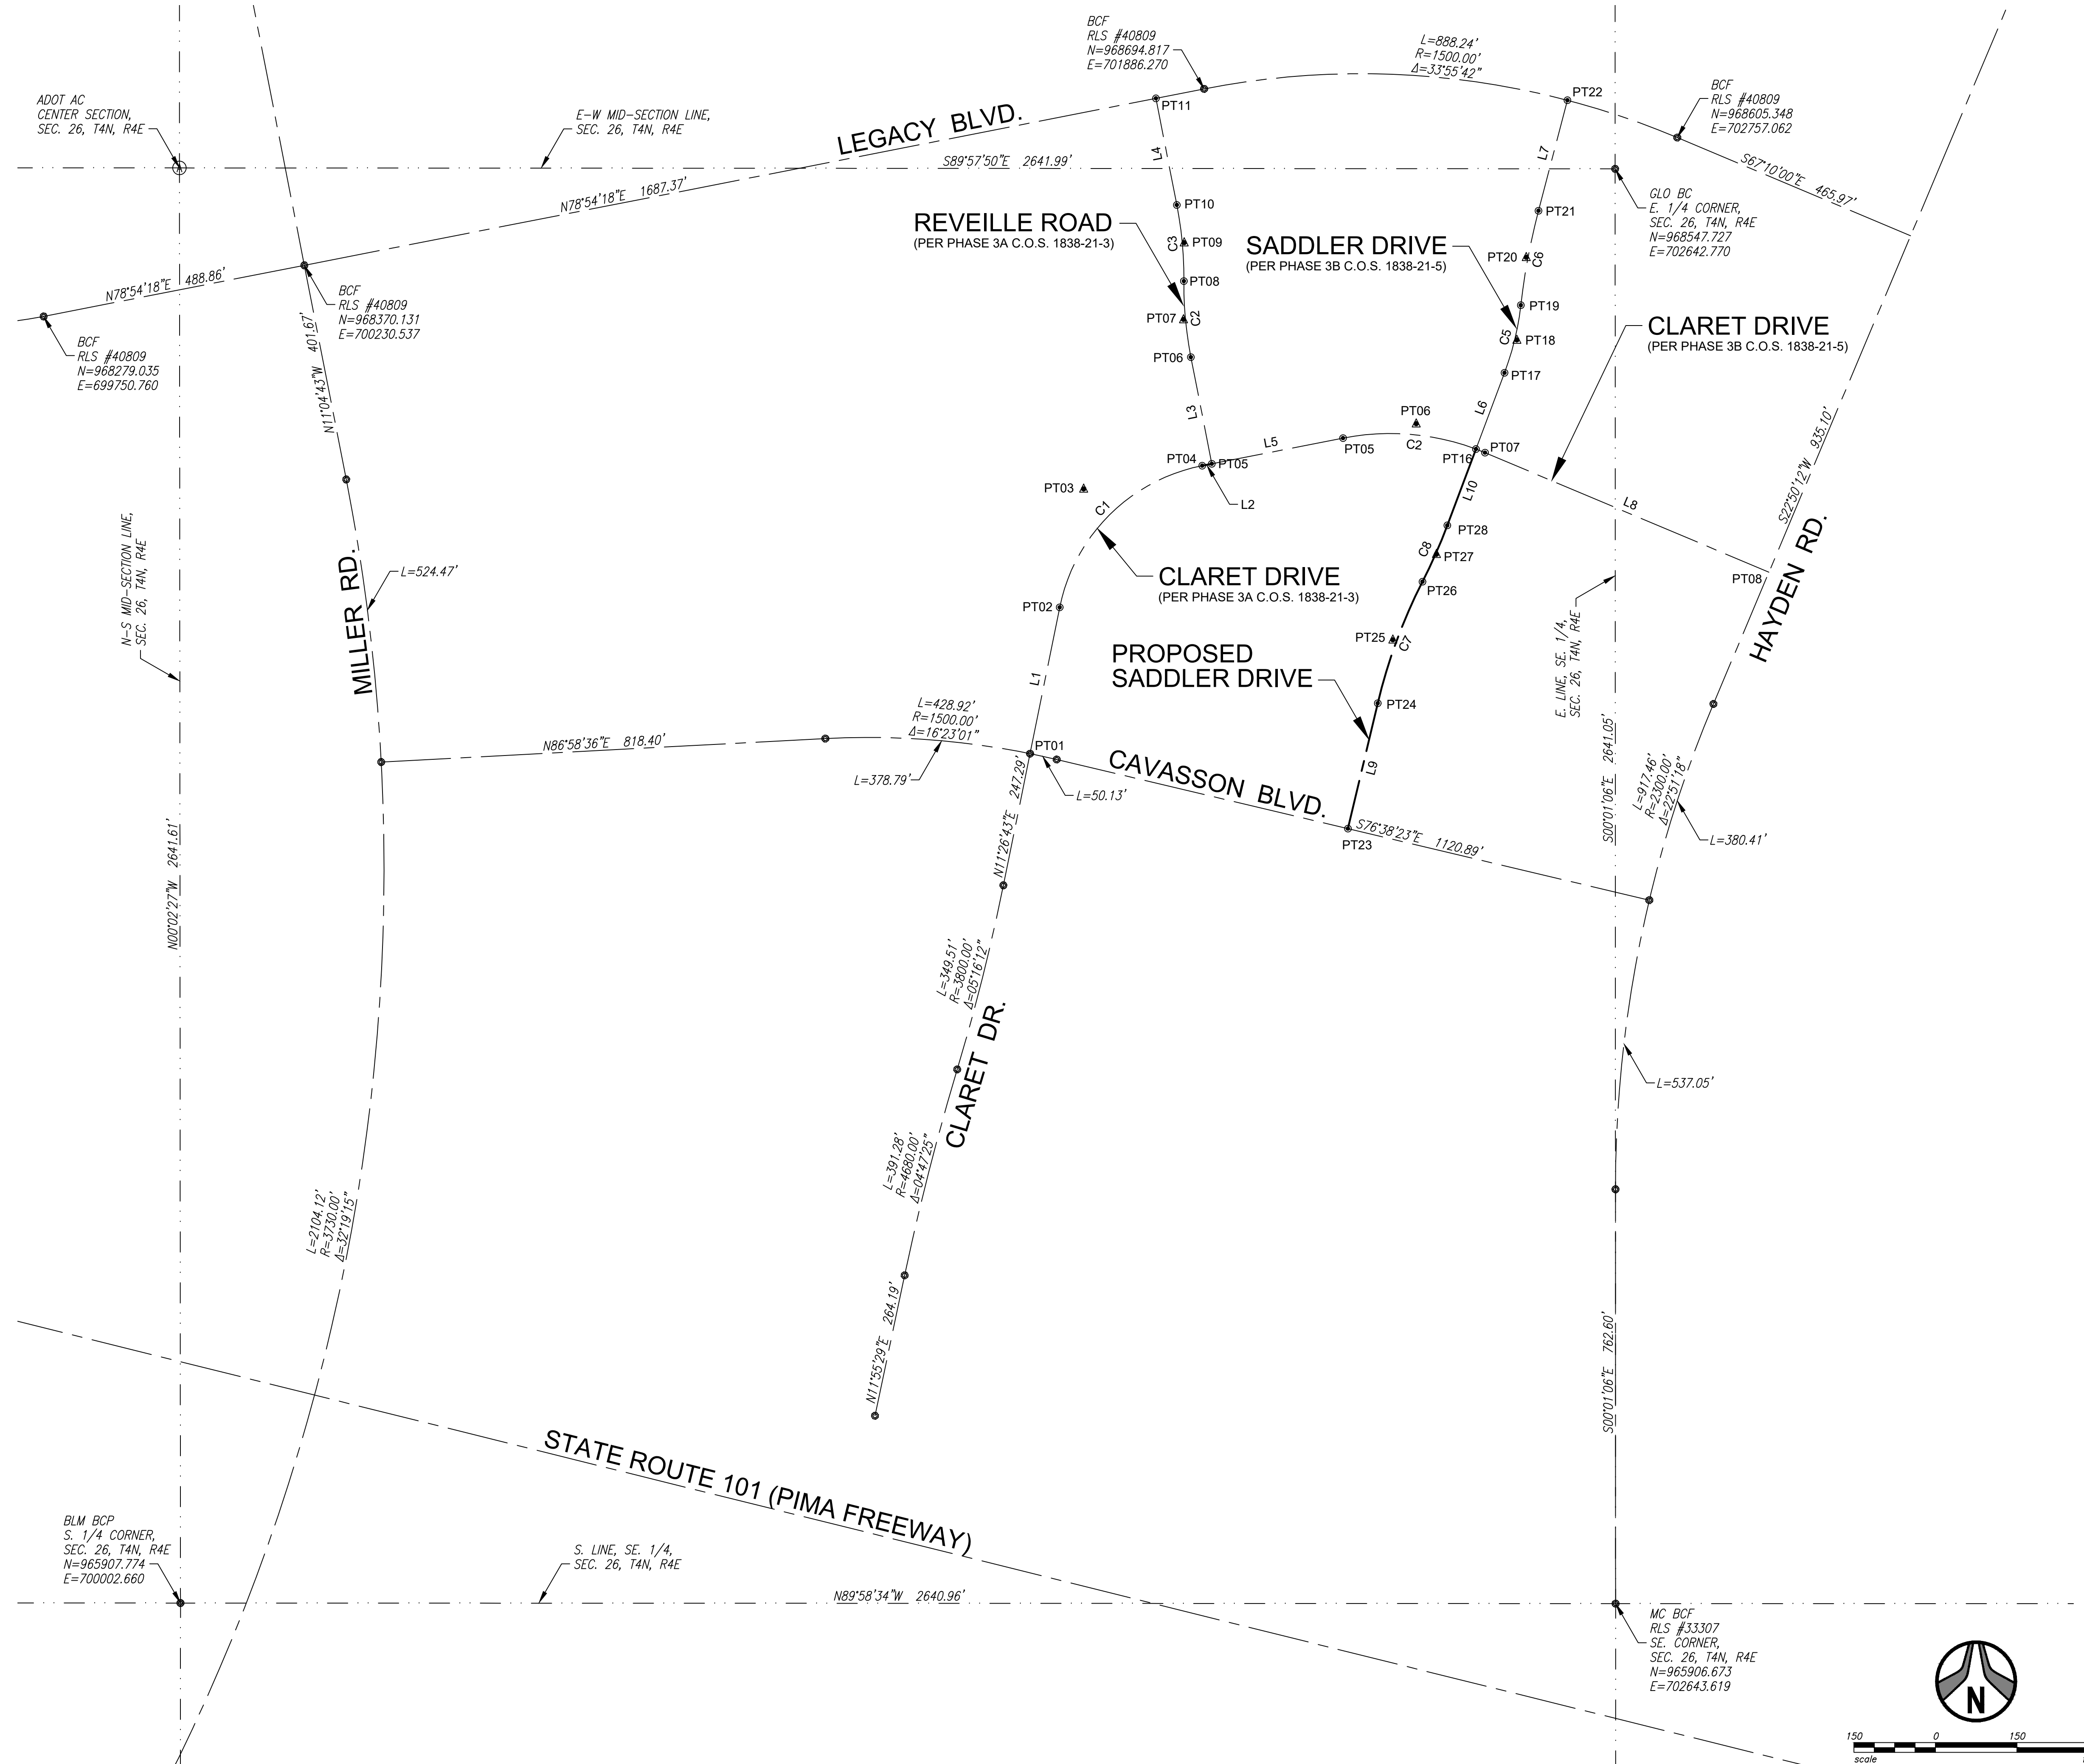 BCF
RLS #40809
N=968694.817
E=701886.270
L=888.24'
R=1500.00'
Δ=33°55'42"
ADOT AC
CENTER SECTION,
SEC. 26, T4N, R4E
E-W MID-SECTION LINE,
SEC. 26, T4N, R4E
PT11
PT22
BCF
RLS #40809
N=968605.348
E=702757.062
LEGACY BLVD.
S89°57'50"E 2641.99'
L4
L7
S67°10'00"E 465.97'
N78°54'18"E 1687.37'
GLO BC
E. 1/4 CORNER,
SEC. 26, T4N, R4E
N=968547.727
E=702642.770
PT10
PT21
REVEILLE ROAD
(PER PHASE 3A C.O.S. 1838-21-3)
C3
PT09
SADDLER DRIVE
(PER PHASE 3B C.O.S. 1838-21-5)
PT20
C6
N78°54'18"E 488.86'
BCF
RLS #40809
N=968370.131
E=700230.537
PT08
PT19
PT07
C2
CLARET DRIVE
(PER PHASE 3B C.O.S. 1838-21-5)
BCF
RLS #40809
N=968279.035
E=699750.760
N11°04'43"W 401.67'
C5
PT18
PT06
PT17
L3
L6
PT06
C2
L5
PT05
PT16
PT07
S22°50'12"W 935.10'
PT04
PT05
PT03
L2
L10
L8
C1
PT28
N-S MID-SECTION LINE,
SEC. 26, T4N, R4E
C8
PT27
HAYDEN RD.
L=524.47'
CLARET DRIVE
(PER PHASE 3A C.O.S. 1838-21-3)
PT26
PT08
PT02
MILLER RD.
PT25
C7
E. LINE, SE. 1/4,
SEC. 26, T4N, R4E
PROPOSED
SADDLER DRIVE
L1
PT24
L=428.92'
R=1500.00'
Δ=16°23'01"
N86°58'36"E 818.40'
PT01
L=378.79'
L=50.13'
CAVASSON BLVD.
L9
S00°01'06"E 2641.05'
L=917.46'
R=2300.00'
Δ=22°51'18"
N11°26'43"E 247.29'
S76°38'23"E 1120.89'
PT23
L=380.41'
N00°02'27"W 2641.61'
L=349.51'
R=3800.00'
Δ=05°16'12"
CLARET DR.
L=537.05'
L=391.28'
R=4680.00'
Δ=04°47'25"
L=2104.12'
R=3730.00'
Δ=32°19'15"
N11°55'29"E 264.19'
S00°01'06"E 762.60'
STATE ROUTE 101 (PIMA FREEWAY)
BLM BCP
S. 1/4 CORNER,
SEC. 26, T4N, R4E
N=965907.774
E=700002.660
S. LINE, SE. 1/4,
SEC. 26, T4N, R4E
N89°58'34"W 2640.96'
MC BCF
RLS #33307
SE. CORNER,
SEC. 26, T4N, R4E
N=965906.673
E=702643.619
N
150 0 150
scale